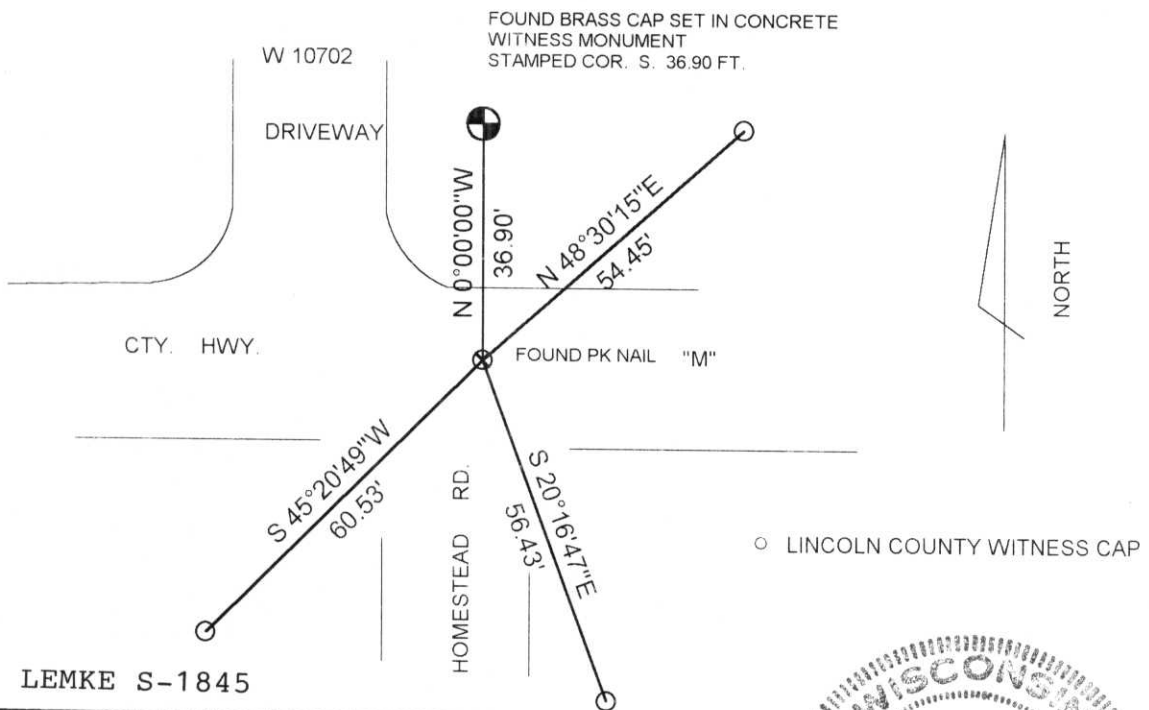 FOUND BRASS CAP SET IN CONCRETE
WITNESS MONUMENT
STAMPED COR. S. 36.90 FT.
W 10702
DRIVEWAY
N 0°00'00"W
36.90'
N 48°30'15"E
54.45'
NORTH
CTY. HWY.
FOUND PK NAIL "M"
S 45°20'49"W
60.53'
HOMESTEAD RD.
S 20°16'47"E
56.43'
LINCOLN COUNTY WITNESS CAP
LEMKE S-1845
WISCONSIN